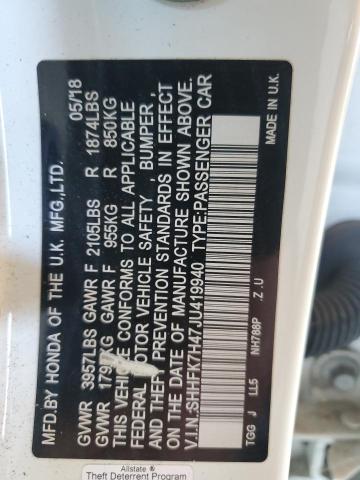 MFD.BY HONDA OF THE U.K. MFG.,LTD. 05/18
GVWR 3957LBS GAWR F 2105LBS R 1874LBS
GVWR KG GAWR F 955KG R 850KG
THIS VEHICLE CONFORMS TO ALL APPLICABLE
FEDERAL MOTOR VEHICLE SAFETY, BUMPER,
AND THEFT PREVENTION STANDARDS IN EFFECT
ON THE DATE OF MANUFACTURE SHOWN ABOVE.
V.I.N.:SHHFK7H47JU419940 TYPE:PASSENGER CAR
TGG J LL5 NH788P .Z .U MADE IN U.K.
Allstate ®
Theft Deterrent Program